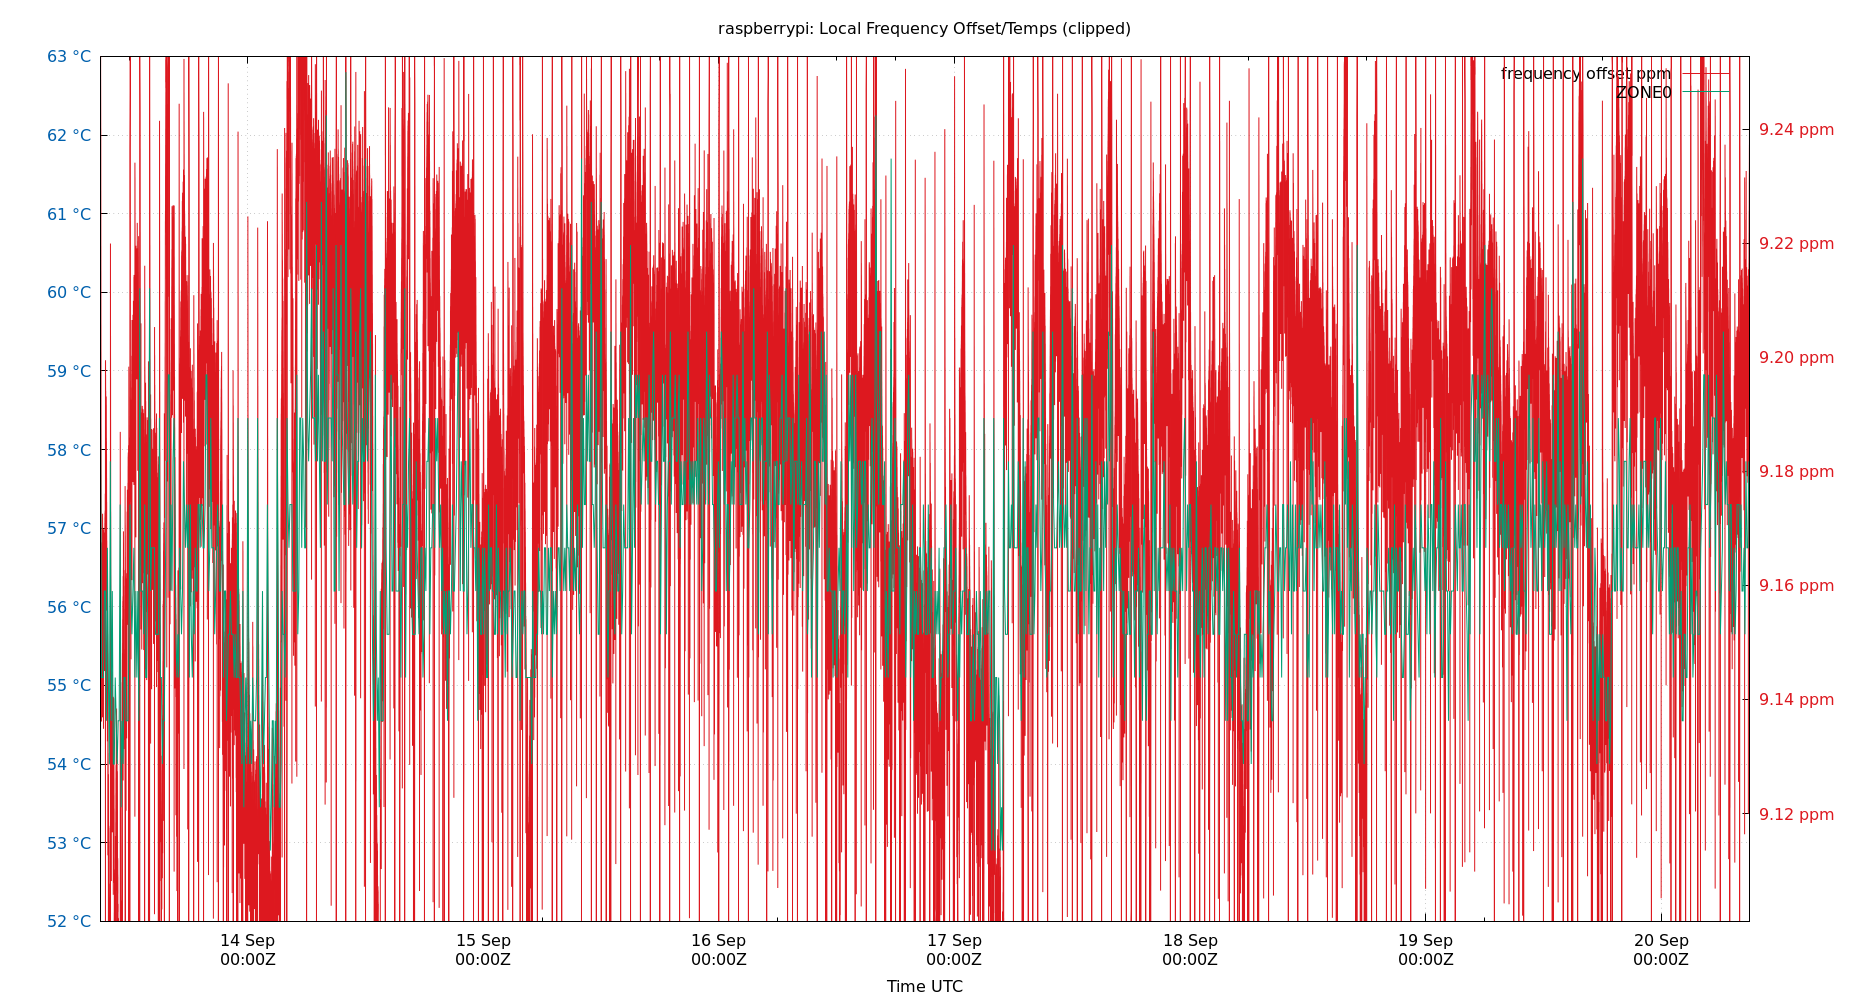 raspberrypi: Local Frequency Offset/Temps (clipped)
63 °C
62 °C
61 °C
60 °C
59 °C
58 °C
57 °C
56 °C
55 °C
54 °C
53 °C
52 °C
frequency offset ppm
ZONE0
9.24 ppm
9.22 ppm
9.20 ppm
9.18 ppm
9.16 ppm
9.14 ppm
9.12 ppm
14 Sep
00:00Z
15 Sep
00:00Z
16 Sep
00:00Z
17 Sep
00:00Z
18 Sep
00:00Z
19 Sep
00:00Z
20 Sep
00:00Z
Time UTC